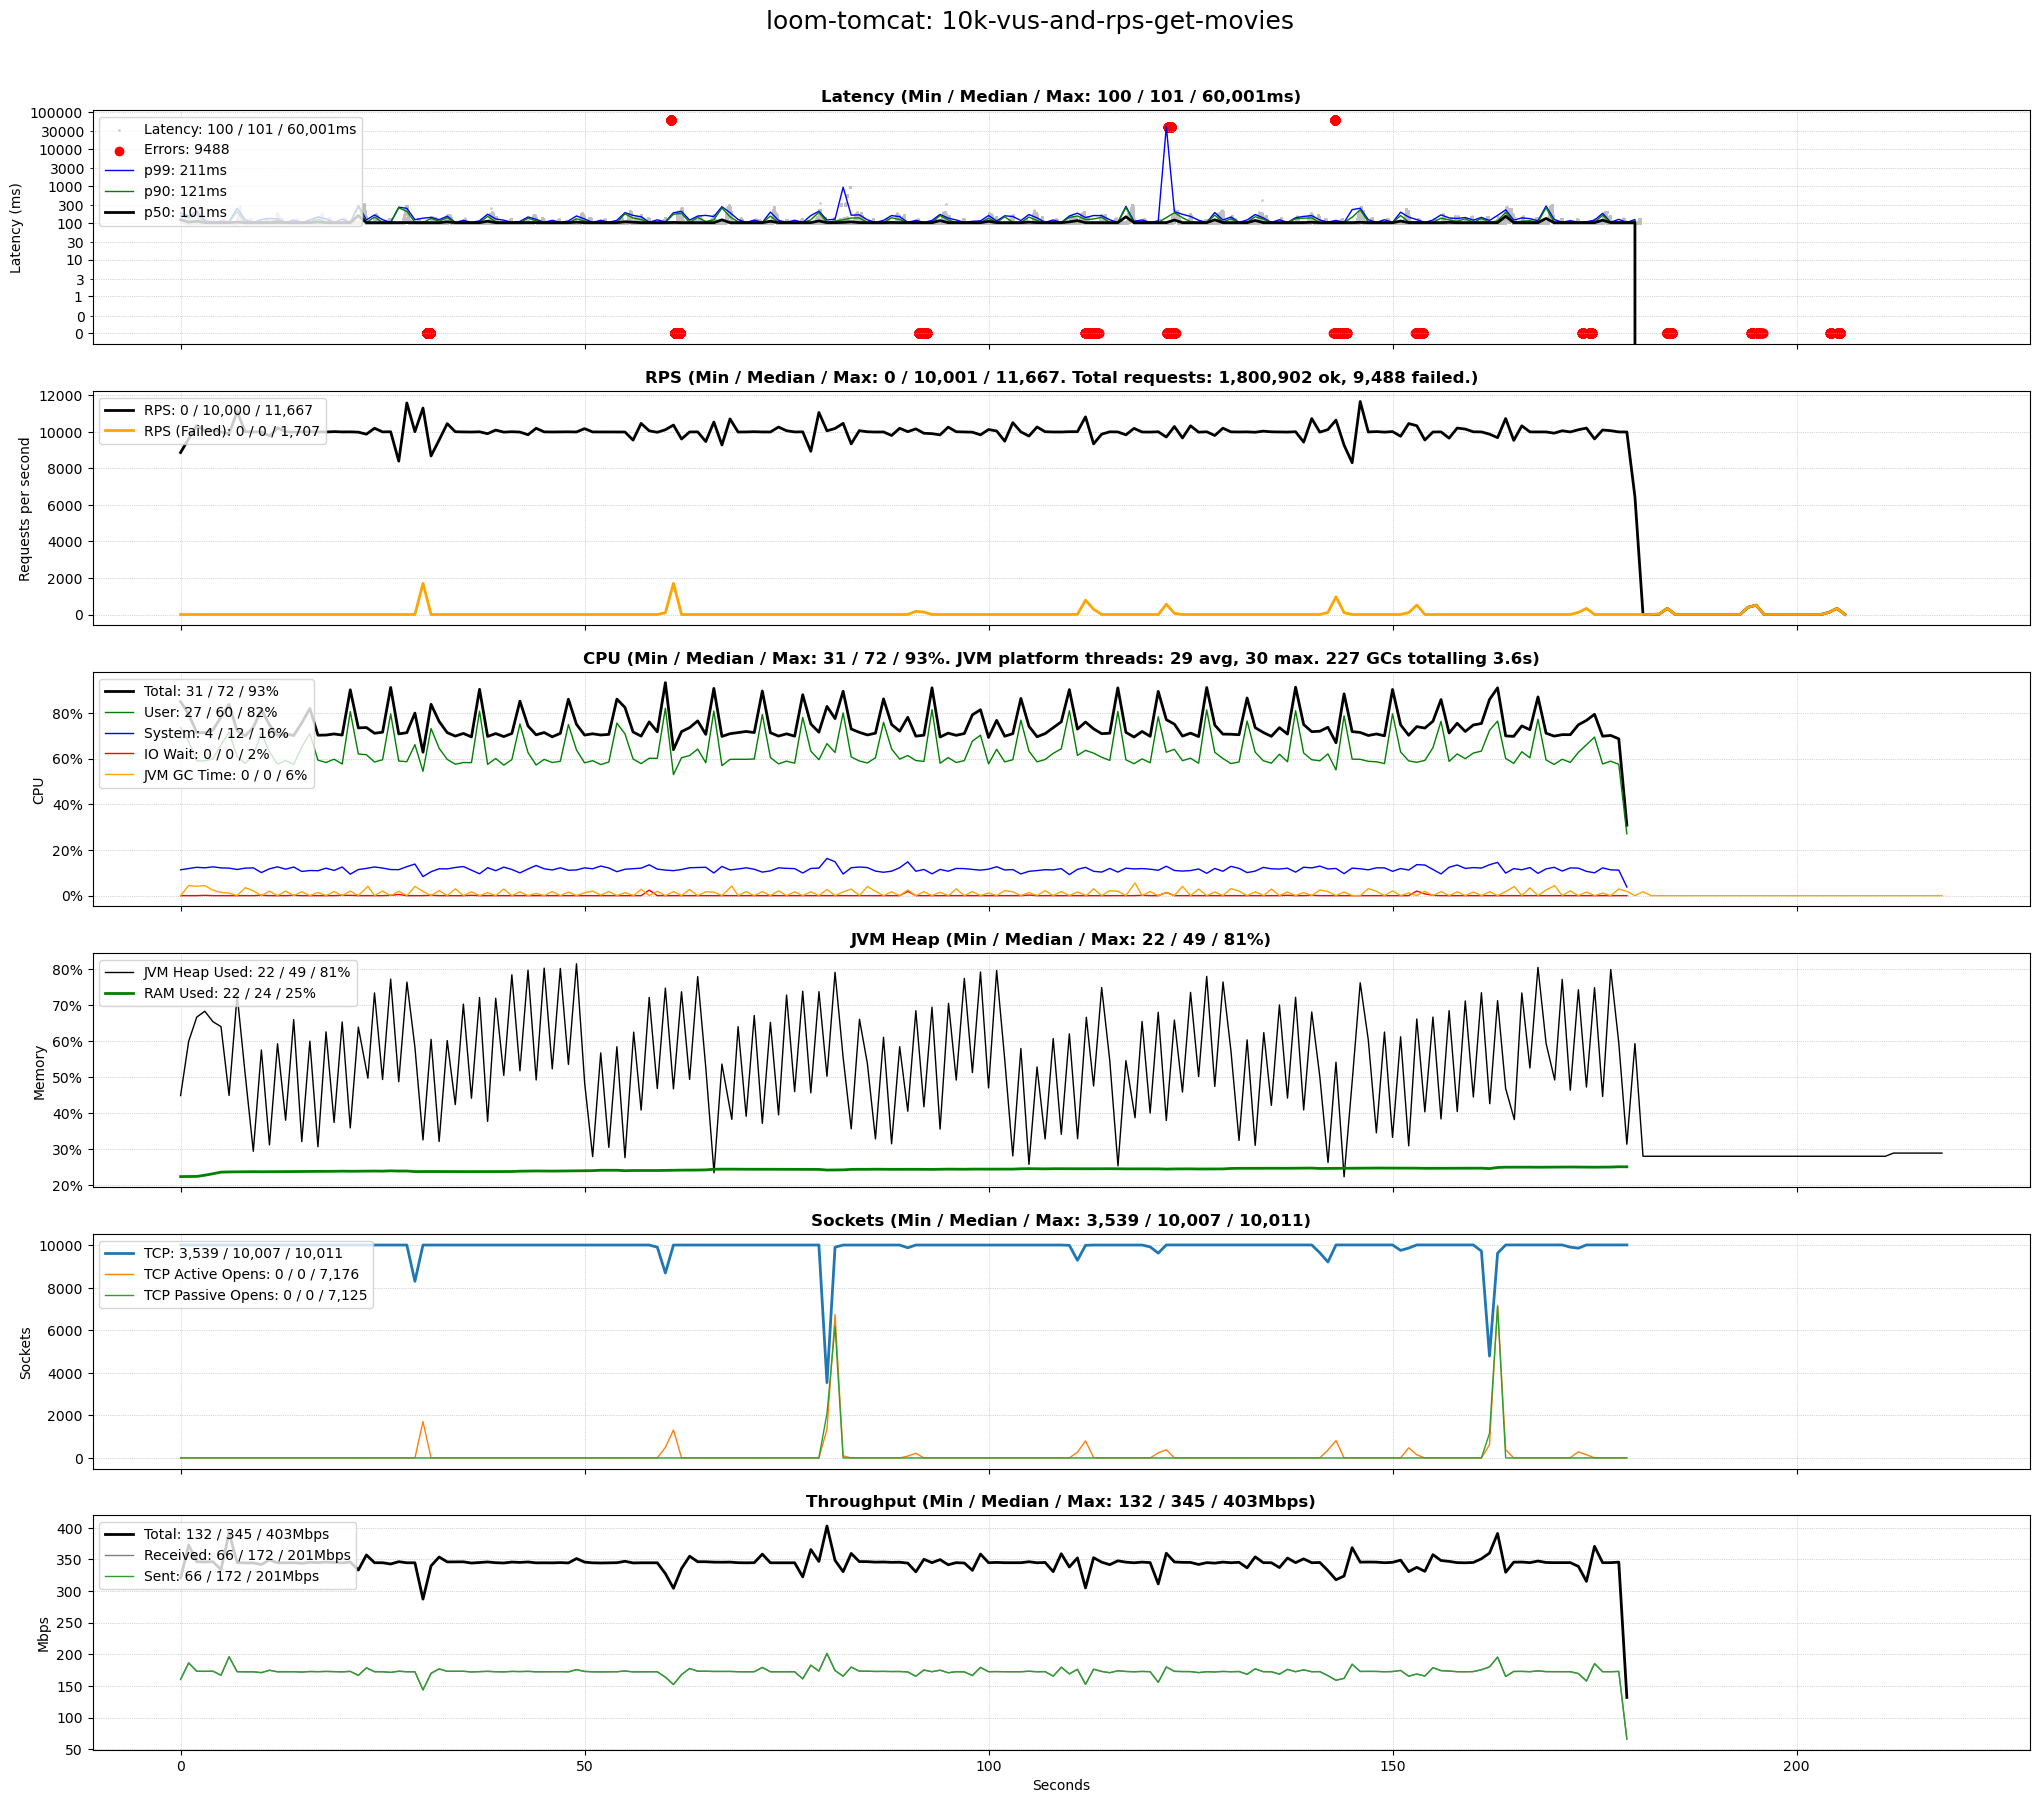 loom-tomcat: 10k-vus-and-rps-get-movies
Latency (Min / Median / Max: 100 / 101 / 60,001ms)
Latency (ms)
100000
30000
10000
3000
1000
300
100
30
10
3
1
0
0
Latency: 100 / 101 / 60,001ms
Errors: 9488
p99: 211ms
p90: 121ms
p50: 101ms
RPS (Min / Median / Max: 0 / 10,001 / 11,667. Total requests: 1,800,902 ok, 9,488 failed.)
Requests per second
12000
10000
8000
6000
4000
2000
0
RPS: 0 / 10,000 / 11,667
RPS (Failed): 0 / 0 / 1,707
CPU (Min / Median / Max: 31 / 72 / 93%. JVM platform threads: 29 avg, 30 max. 227 GCs totalling 3.6s)
CPU
80%
60%
40%
20%
0%
Total: 31 / 72 / 93%
User: 27 / 60 / 82%
System: 4 / 12 / 16%
IO Wait: 0 / 0 / 2%
JVM GC Time: 0 / 0 / 6%
JVM Heap (Min / Median / Max: 22 / 49 / 81%)
Memory
80%
70%
60%
50%
40%
30%
20%
JVM Heap Used: 22 / 49 / 81%
RAM Used: 22 / 24 / 25%
Sockets (Min / Median / Max: 3,539 / 10,007 / 10,011)
Sockets
10000
8000
6000
4000
2000
0
TCP: 3,539 / 10,007 / 10,011
TCP Active Opens: 0 / 0 / 7,176
TCP Passive Opens: 0 / 0 / 7,125
Throughput (Min / Median / Max: 132 / 345 / 403Mbps)
Mbps
400
350
300
250
200
150
100
50
Total: 132 / 345 / 403Mbps
Received: 66 / 172 / 201Mbps
Sent: 66 / 172 / 201Mbps
0
50
100
150
200
Seconds